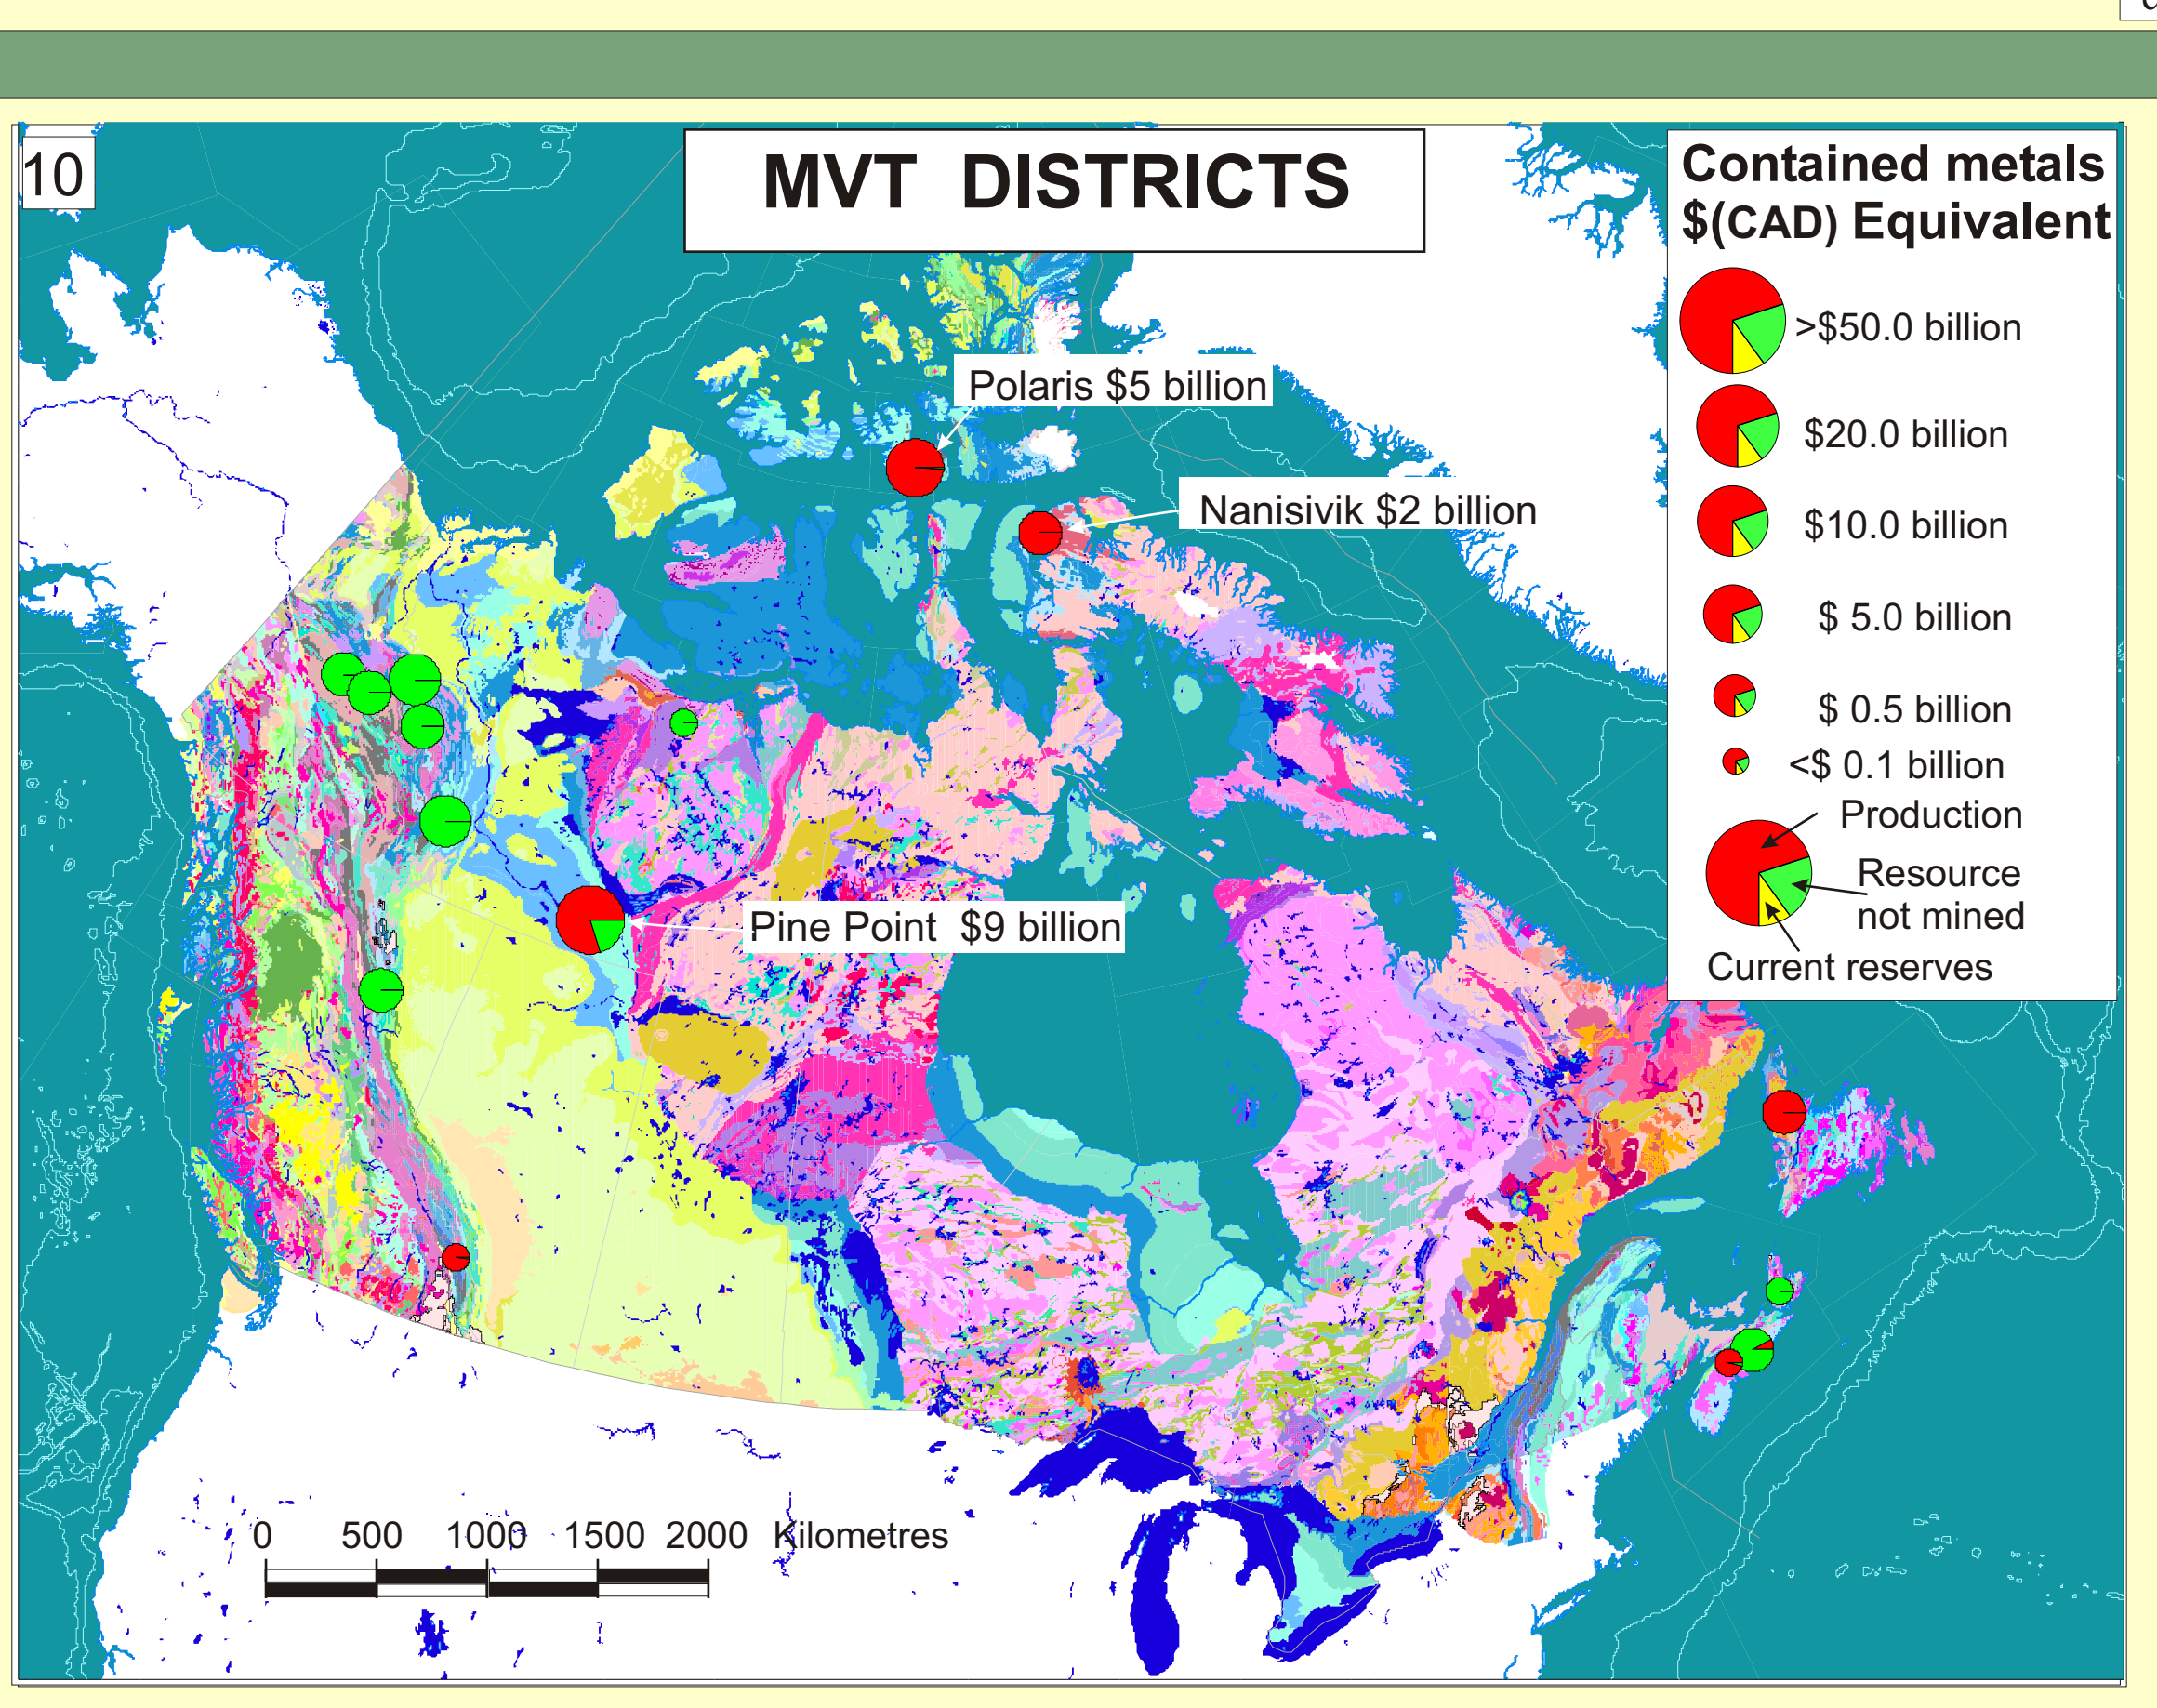 10
MVT DISTRICTS
Contained metals
$(CAD) Equivalent
>$50.0 billion
$20.0 billion
$10.0 billion
$ 5.0 billion
$ 0.5 billion
<$ 0.1 billion
Production
Resource
not mined
Current reserves
Polaris $5 billion
Nanisivik $2 billion
Pine Point $9 billion
0 500 1000 1500 2000 Kilometres